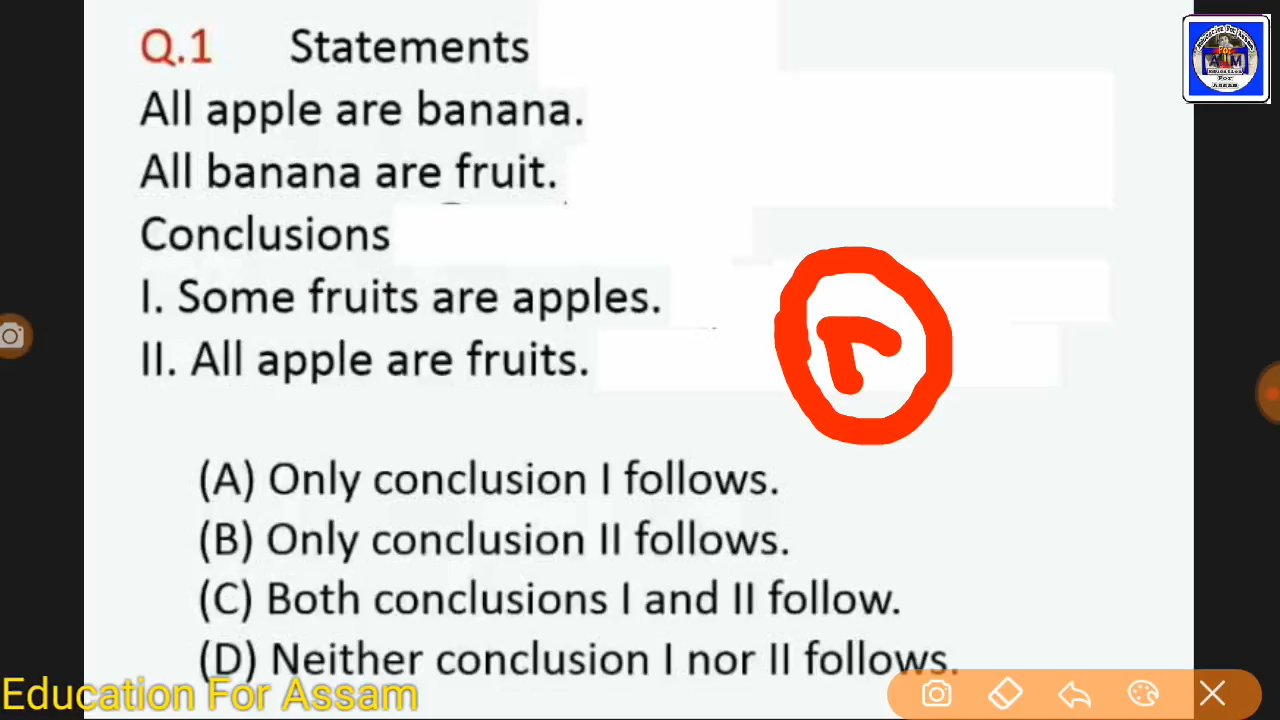 Q.1 Statements
All apple are banana.
All banana are fruit.
Conclusions
I. Some fruits are apples.
II. All apple are fruits.
(A) Only conclusion I follows.
(B) Only conclusion II follows.
(C) Both conclusions I and II follow.
(D) Neither conclusion I nor II follows.
Education For Assam